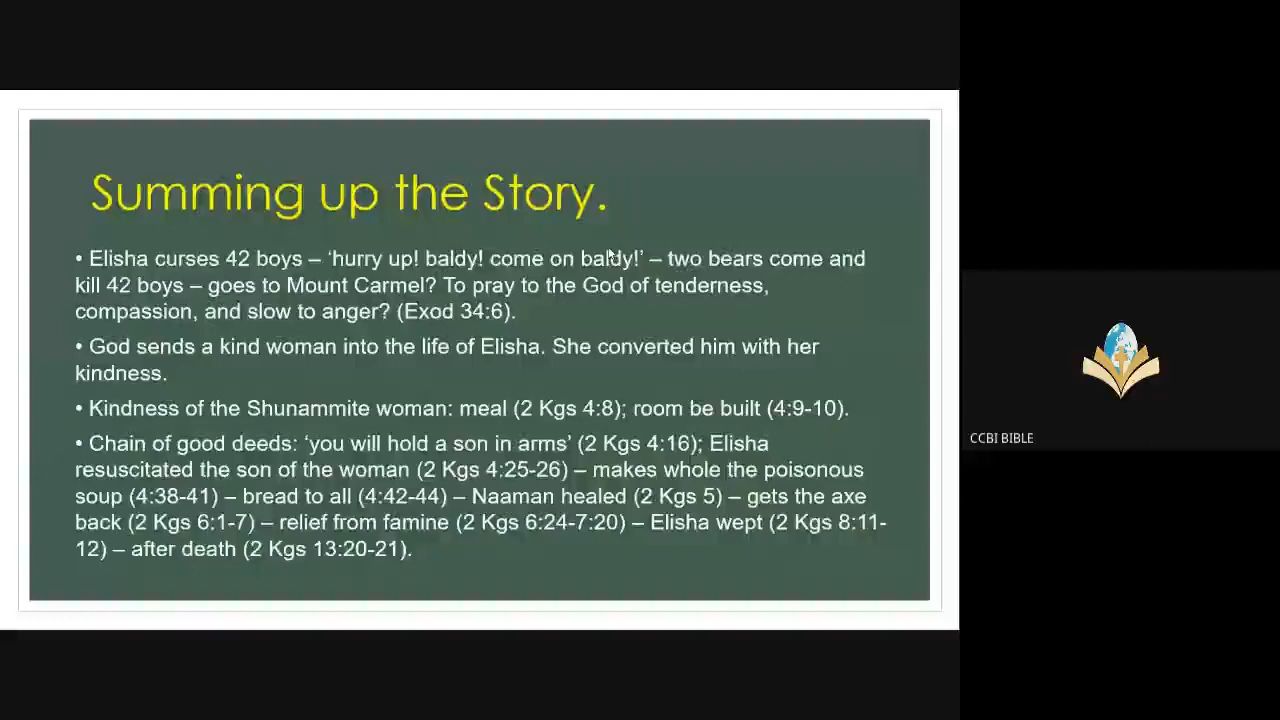 Summing up the Story.
• Elisha curses 42 boys – ‘hurry up! baldy! come on baldy!’ – two bears come and
kill 42 boys – goes to Mount Carmel? To pray to the God of tenderness,
compassion, and slow to anger? (Exod 34:6).
• God sends a kind woman into the life of Elisha. She converted him with her
kindness.
• Kindness of the Shunammite woman: meal (2 Kgs 4:8); room be built (4:9-10).
• Chain of good deeds: ‘you will hold a son in arms’ (2 Kgs 4:16); Elisha
resuscitated the son of the woman (2 Kgs 4:25-26) – makes whole the poisonous
soup (4:38-41) – bread to all (4:42-44) – Naaman healed (2 Kgs 5) – gets the axe
back (2 Kgs 6:1-7) – relief from famine (2 Kgs 6:24-7:20) – Elisha wept (2 Kgs 8:11-
12) – after death (2 Kgs 13:20-21).
CCBI BIBLE